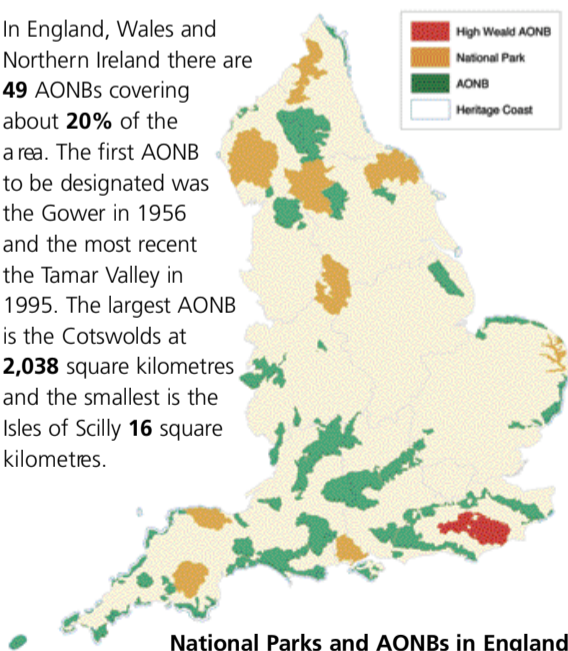 In England, Wales and
Northern Ireland there are
49 AONBs covering
about 20% of the
area. The first AONB
to be designated was
the Gower in 1956
and the most recent
the Tamar Valley in
1995. The largest AONB
is the Cotswolds at
2,038 square kilometres
and the smallest is the
Isles of Scilly 16 square
kilometres.
High Weald AONB
National Park
AONB
Heritage Coast
National Parks and AONBs in England